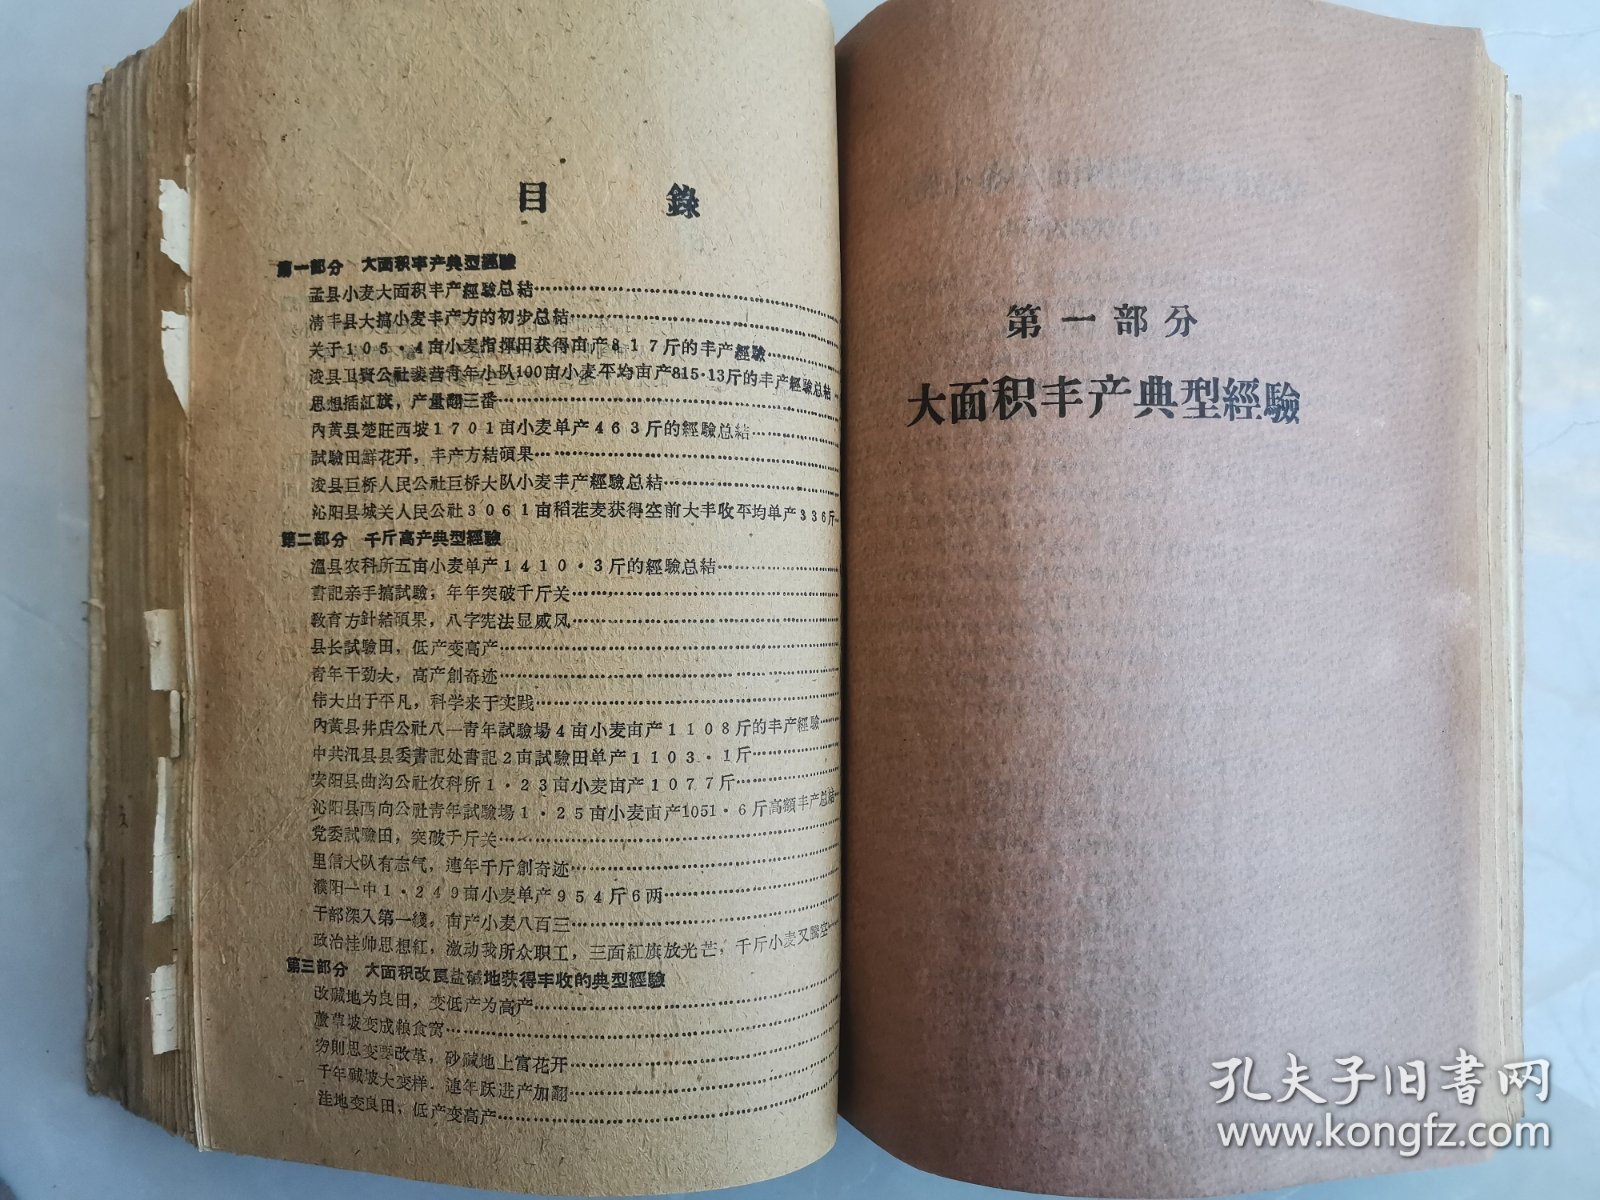 目 錄
第一部分 大面积丰产典型經驗
孟县小麦大面积丰产經驗总結
清丰县大搞小麦丰产方的初步总結
关于105·4亩小麦指揮田获得亩产817斤的丰产經驗
浚县卫賢公社裴营青年小队100亩小麦平均亩产815·13斤的丰产經驗总結
思想插红旗，产量翻三番
內黃县楚旺西坡1701亩小麦单产463斤的經驗总結
試驗田鮮花开，丰产方結碩果
浚县巨桥人民公社巨桥大队小麦丰产經驗总結
沁阳县城关人民公社3061亩稻茬麦获得空前大丰收平均单产336斤
第二部分 千斤高产典型經驗
溫县农科所五亩小麦单产1410·3斤的經驗总結
書記亲手搞試驗，年年突破千斤关
敎育方針結碩果，八字宪法显威风
县长試驗田，低产变高产
青年干劲大，高产創奇迹
伟大出于平凡，科学来于实践
內黃县井店公社八一青年試驗場4亩小麦亩产1108斤的丰产經驗
中共汛县县委書記处書記2亩試驗田单产1103·1斤
安阳县曲沟公社农科所1·23亩小麦亩产1077斤
沁阳县西向公社青年試驗場1·25亩小麦亩产1051·6斤高額丰产总結
党委試驗田，突破千斤关
里信大队有志气，連年千斤創奇迹
濮阳一中1·249亩小麦单产954斤6两
干部深入第一綫，亩产小麦八百三
政治挂帅思想紅，激动我所众职工，三面紅旗放光芒，千斤小麦又騰空
第三部分 大面积改良盐碱地获得丰收的典型經驗
改碱地为良田，变低产为高产
蘆草坡变成粮食窝
穷則思变要改革，砂碱地上富花开
千年碱坡大变样，連年跃进产加翻
洼地变良田，低产变高产
第一部分
大面积丰产典型經驗
孔夫子旧書网
www.kongfz.com